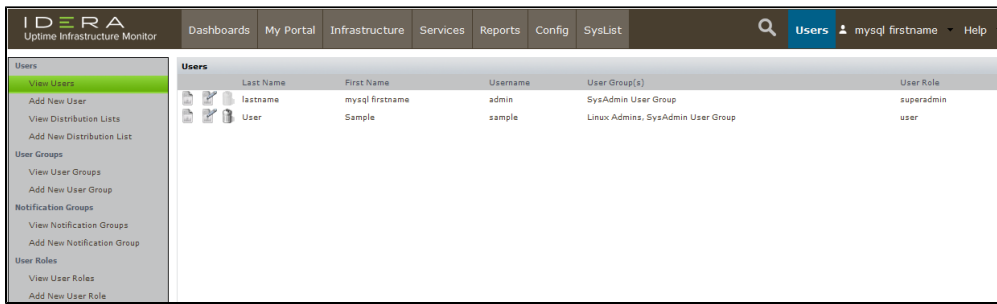 IDERA
Uptime Infrastructure Monitor
Dashboards My Portal Infrastructure Services Reports Config SysList Users mysql firstname Help
Users
View Users
Add New User
View Distribution Lists
Add New Distribution List
User Groups
View User Groups
Add New User Group
Notification Groups
View Notification Groups
Add New Notification Group
User Roles
View User Roles
Add New User Role
Users
Last Name First Name Username User Group(s) User Role
lastname mysql firstname admin SysAdmin User Group superadmin
User Sample sample Linux Admins, SysAdmin User Group user